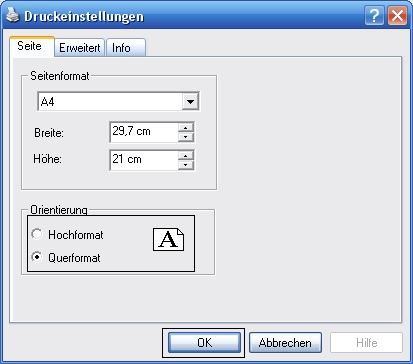 Druckeinstellungen
Seite Erweitert Info
Seitenformat
A4
Breite: 29,7 cm
Höhe: 21 cm
Orientierung
Hochformat
Querformat
A
OK Abbrechen Hilfe